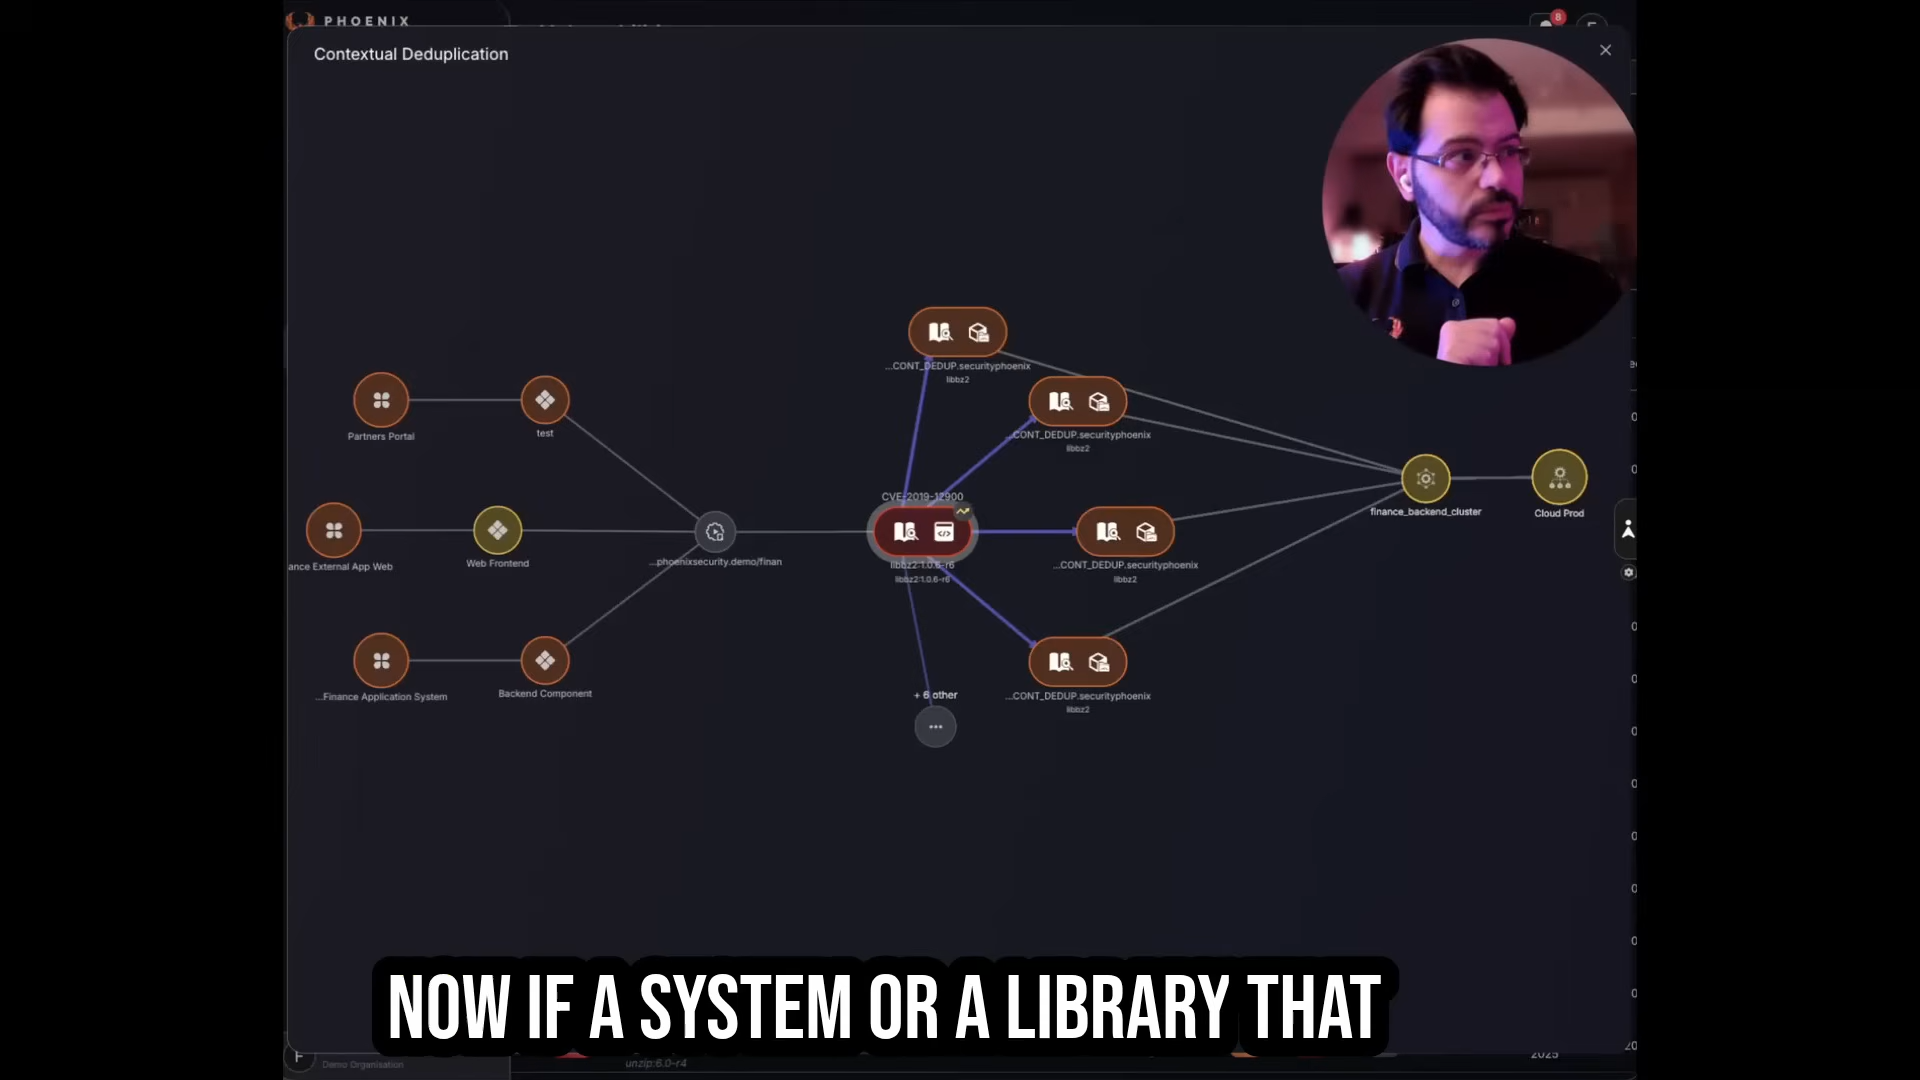 PHOENIX
8
Contextual Deduplication
...CONT_DEDUP.securityphoenix
libbz2
...CONT_DEDUP.securityphoenix
libbz2
Partners Portal
test
finance_backend_cluster
Cloud Prod
CVE-2019-12900
ance External App Web
Web Frontend
...phoenixsecurity.demo/finan
libbz2:1.0.6-r6
libbz2:1.0.6-r6
...CONT_DEDUP.securityphoenix
libbz2
...Finance Application System
Backend Component
+ 6 other
...CONT_DEDUP.securityphoenix
libbz2
NOW IF A SYSTEM OR A LIBRARY THAT
F
Demo Organisation
unzip:6.0-r4
2025